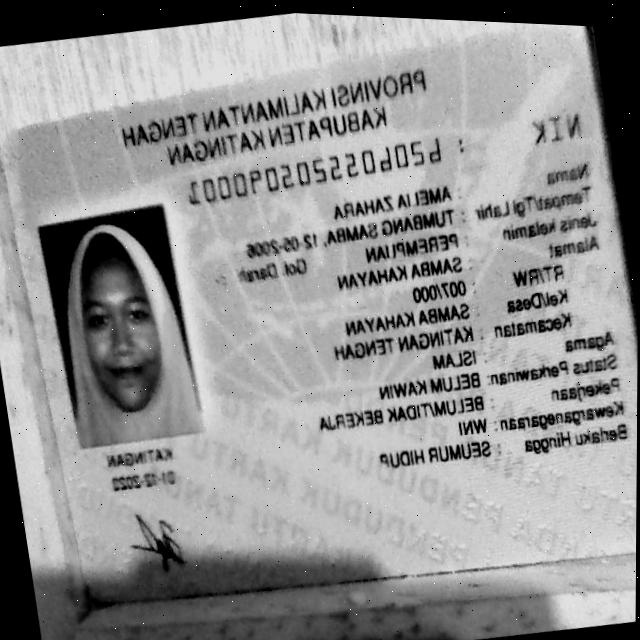 PROVINSI KALIMANTAN TENGAH
KABUPATEN KATINGAN
NIK :
Nama : AMELIA ZAHARA
Tempat/Tgl Lahir : TUMBANG SAMBA, 12-05-2006
Jenis kelamin : PEREMPUAN Gol Darah :
Alamat : SAMBA KAHAYAN
RT/RW : 007/000
Kel/Desa : SAMBA KAHAYAN
Kecamatan : KATINGAN TENGAH
Agama : ISLAM
Status Perkawinan: BELUM KAWIN
Pekerjaan : BELUM/TIDAK BEKERJA
Kewarganegaraan: WNI
Berlaku Hingga : SEUMUR HIDUP
KATINGAN
01-12-2022